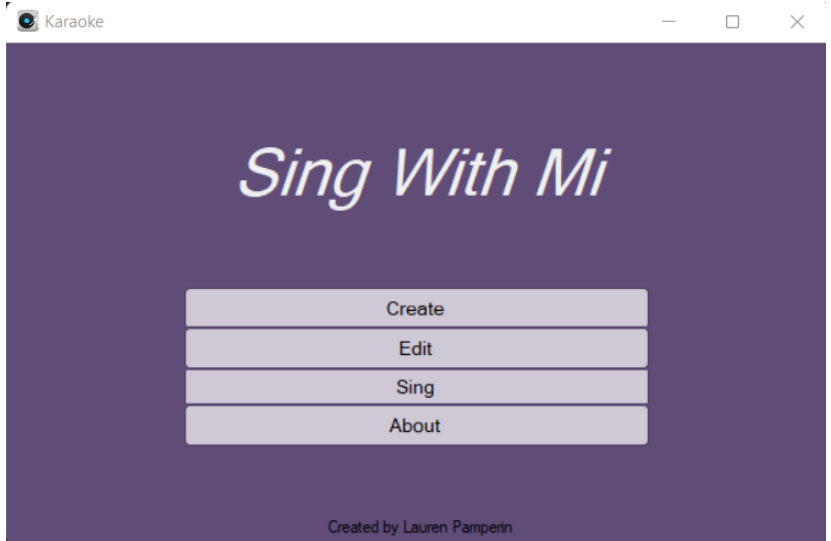 Karaoke
Sing With Mi
Create
Edit
Sing
About
Created by Lauren Pamperin